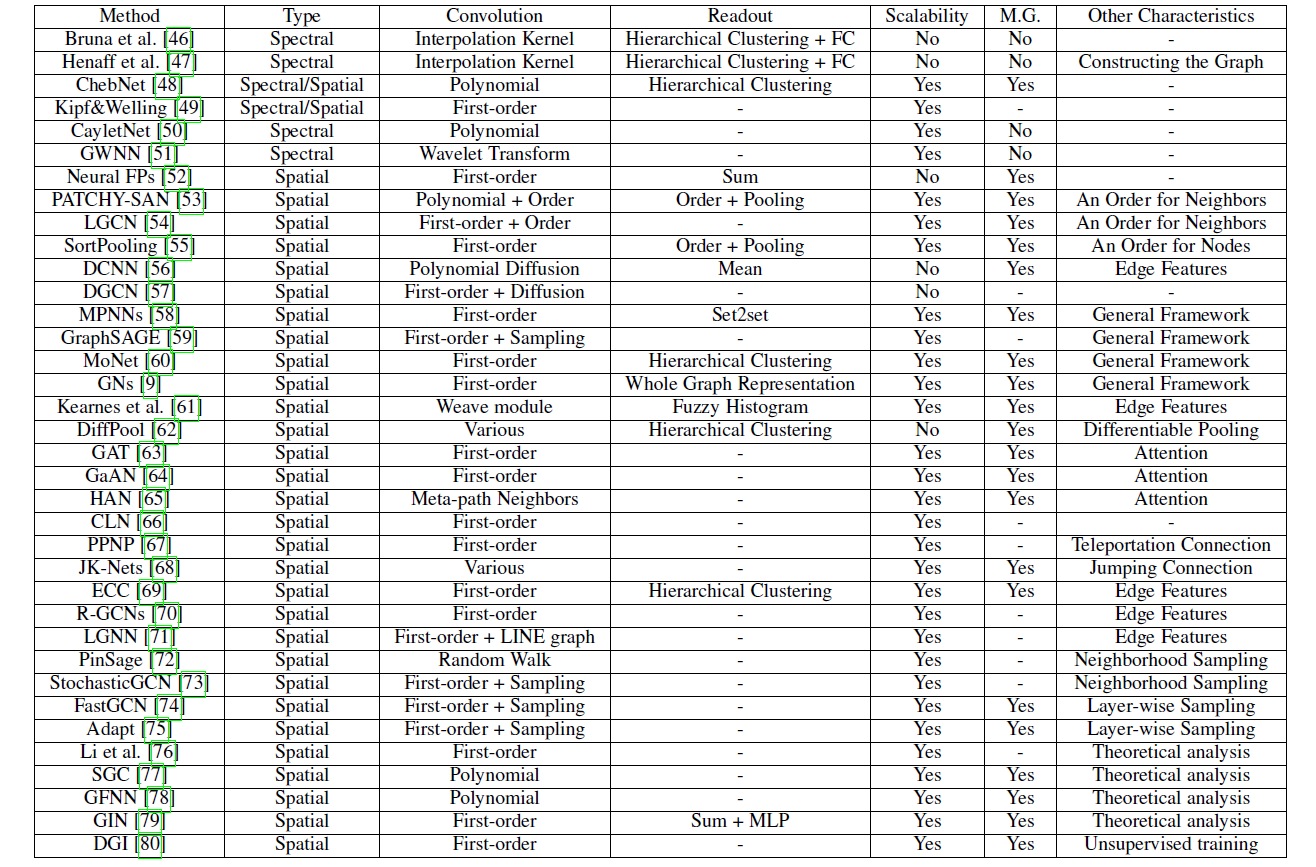 Method Type Convolution Readout Scalability M.G. Other Characteristics
Bruna et al. [46] Spectral Interpolation Kernel Hierarchical Clustering + FC No No -
Henaff et al. [47] Spectral Interpolation Kernel Hierarchical Clustering + FC No No Constructing the Graph
ChebNet [48] Spectral/Spatial Polynomial Hierarchical Clustering Yes Yes -
Kipf&Welling [49] Spectral/Spatial First-order - Yes - -
CayletNet [50] Spectral Polynomial - Yes No -
GWNN [51] Spectral Wavelet Transform - Yes No -
Neural FPs [52] Spatial First-order Sum No Yes -
PATCHY-SAN [53] Spatial Polynomial + Order Order + Pooling Yes Yes An Order for Neighbors
LGCN [54] Spatial First-order + Order - Yes Yes An Order for Neighbors
SortPooling [55] Spatial First-order Order + Pooling Yes Yes An Order for Nodes
DCNN [56] Spatial Polynomial Diffusion Mean No Yes Edge Features
DGCN [57] Spatial First-order + Diffusion - No - -
MPNNs [58] Spatial First-order Set2set Yes Yes General Framework
GraphSAGE [59] Spatial First-order + Sampling - Yes - General Framework
MoNet [60] Spatial First-order Hierarchical Clustering Yes Yes General Framework
GNs [9] Spatial First-order Whole Graph Representation Yes Yes General Framework
Kearnes et al. [61] Spatial Weave module Fuzzy Histogram Yes Yes Edge Features
DiffPool [62] Spatial Various Hierarchical Clustering No Yes Differentiable Pooling
GAT [63] Spatial First-order - Yes Yes Attention
GaAN [64] Spatial First-order - Yes Yes Attention
HAN [65] Spatial Meta-path Neighbors - Yes Yes Attention
CLN [66] Spatial First-order - Yes - -
PPNP [67] Spatial First-order - Yes - Teleportation Connection
JK-Nets [68] Spatial Various - Yes Yes Jumping Connection
ECC [69] Spatial First-order Hierarchical Clustering Yes Yes Edge Features
R-GCNs [70] Spatial First-order - Yes - Edge Features
LGNN [71] Spatial First-order + LINE graph - Yes - Edge Features
PinSage [72] Spatial Random Walk - Yes - Neighborhood Sampling
StochasticGCN [73] Spatial First-order + Sampling - Yes - Neighborhood Sampling
FastGCN [74] Spatial First-order + Sampling - Yes Yes Layer-wise Sampling
Adapt [75] Spatial First-order + Sampling - Yes Yes Layer-wise Sampling
Li et al. [76] Spatial First-order - Yes - Theoretical analysis
SGC [77] Spatial Polynomial - Yes Yes Theoretical analysis
GFNN [78] Spatial Polynomial - Yes Yes Theoretical analysis
GIN [79] Spatial First-order Sum + MLP Yes Yes Theoretical analysis
DGI [80] Spatial First-order - Yes Yes Unsupervised training